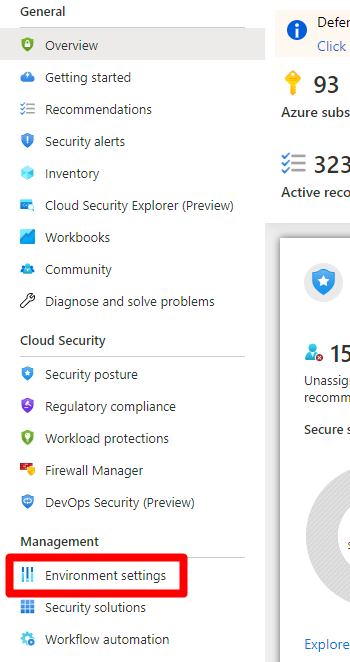 General
Overview
Getting started
Recommendations
Security alerts
Inventory
Cloud Security Explorer (Preview)
Workbooks
Community
Diagnose and solve problems
Cloud Security
Security posture
Regulatory compliance
Workload protections
Firewall Manager
DevOps Security (Preview)
Management
Environment settings
Security solutions
Workflow automation
Defer
Click
93
Azure subs
323
Active reco
15
Unassig
recomm
Secure s
Explore